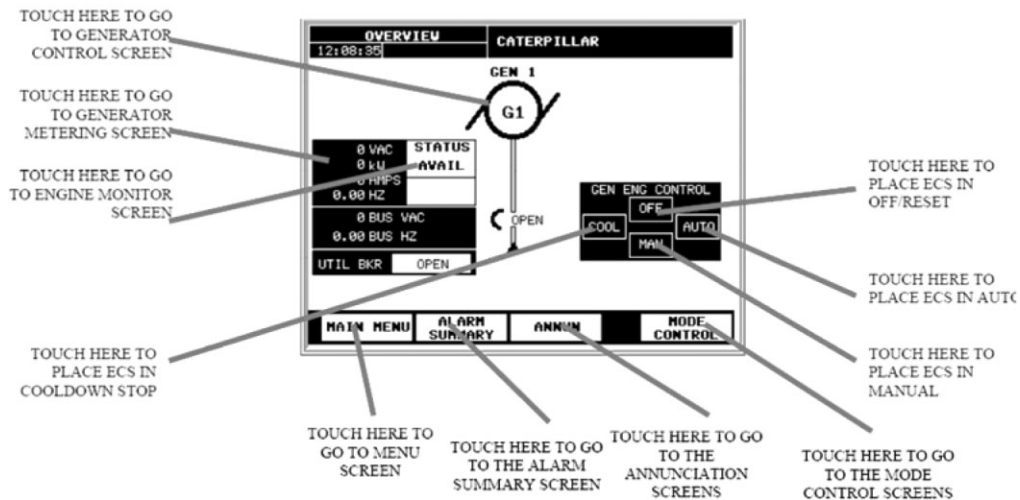 TOUCH HERE TO GO
TO GENERATOR
CONTROL SCREEN
TOUCH HERE TO GO
TO GENERATOR
METERING SCREEN
TOUCH HERE TO GO
TO ENGINE MONITOR
SCREEN
TOUCH HERE TO
PLACE ECS IN
COOLDOWN STOP
OVERVIEW
12:08:35
CATERPILLAR
GEN 1
G1
0 VAC
0 kW
0 AMPS
0.00 HZ
STATUS
AVAIL
0 BUS VAC
0.00 BUS HZ
UTIL BKR OPEN
OPEN
GEN ENG CONTROL
OFF
COOL
AUTO
MAN
MAIN MENU
ALARM
SUMMARY
ANNUN
MODE
CONTROL
TOUCH HERE TO
PLACE ECS IN
OFF/RESET
TOUCH HERE TO
PLACE ECS IN AUTO
TOUCH HERE TO
PLACE ECS IN
MANUAL
TOUCH HERE TO
GO TO MENU
SCREEN
TOUCH HERE TO GO
TO THE ALARM
SUMMARY SCREEN
TOUCH HERE TO GO
TO THE
ANNUNCIATION
SCREENS
TOUCH HERE TO GO
TO THE MODE
CONTROL SCREENS